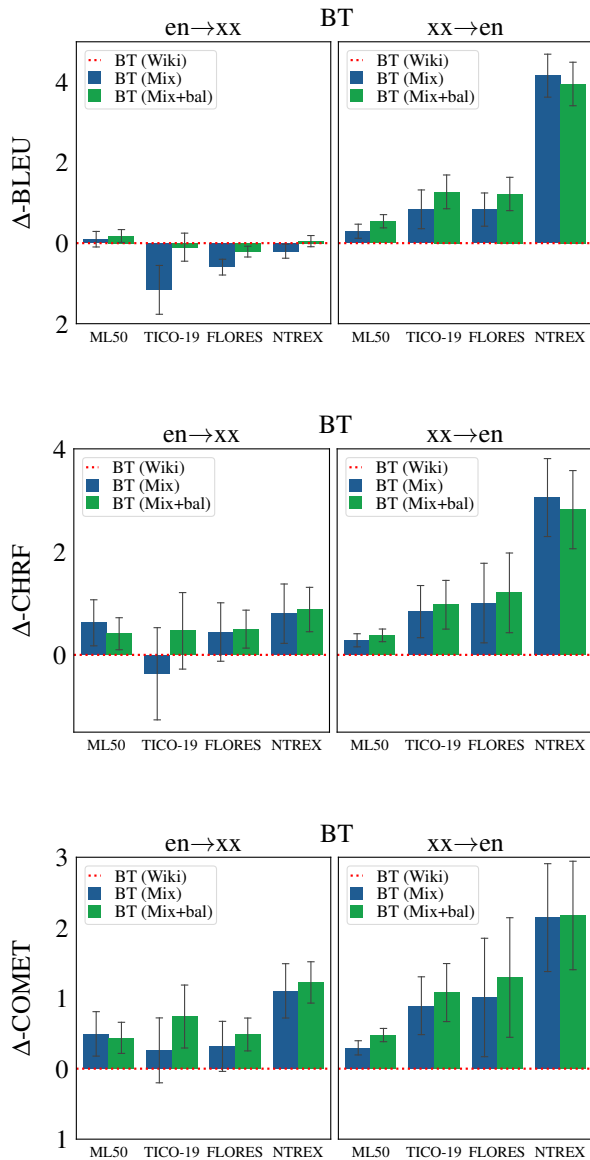 BT
en→xx
xx→en
Δ-BLEU
4
2
0
2
BT (Wiki)
BT (Mix)
BT (Mix+bal)
BT (Wiki)
BT (Mix)
BT (Mix+bal)
ML50 TICO-19 FLORES NTREX
ML50 TICO-19 FLORES NTREX
BT
en→xx
xx→en
Δ-CHRF
4
2
0
BT (Wiki)
BT (Mix)
BT (Mix+bal)
BT (Wiki)
BT (Mix)
BT (Mix+bal)
ML50 TICO-19 FLORES NTREX
ML50 TICO-19 FLORES NTREX
BT
en→xx
xx→en
Δ-COMET
3
2
1
0
1
BT (Wiki)
BT (Mix)
BT (Mix+bal)
BT (Wiki)
BT (Mix)
BT (Mix+bal)
ML50 TICO-19 FLORES NTREX
ML50 TICO-19 FLORES NTREX